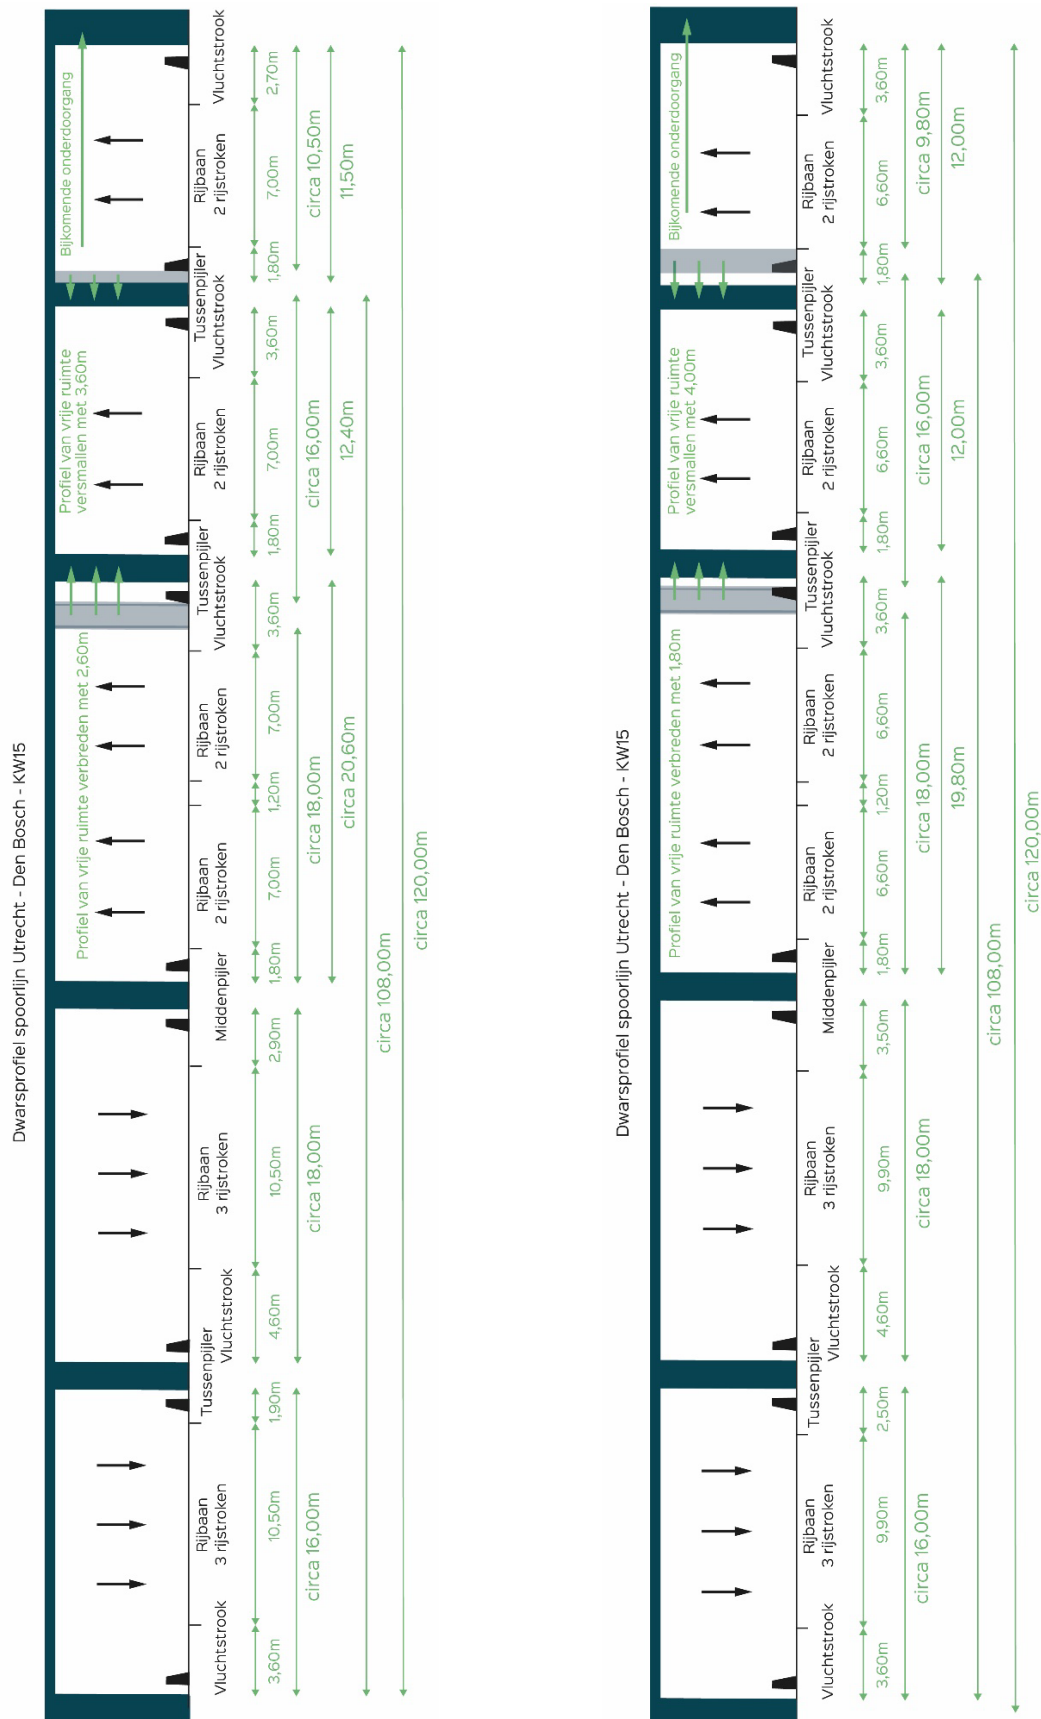 Dwarsprofiel spoorlijn Utrecht - Den Bosch - KW15
Profiel van vrije ruimte verbreden met 2,60m
Profiel van vrije ruimte
versmallen met 3,60m
Bijkomende onderdoorgang
Vluchtstrook
Rijbaan
3 rijstroken
Tussenpijler
Vluchtstrook
Rijbaan
3 rijstroken
Middenpijler
Rijbaan
2 rijstroken
Rijbaan
2 rijstroken
Tussenpijler
Vluchtstrook
Rijbaan
2 rijstroken
Tussenpijler
Vluchtstrook
Rijbaan
2 rijstroken
Vluchtstrook
3,60m
10,50m
1,90m
4,60m
10,50m
2,90m
1,80m
7,00m
1,20m
7,00m
3,60m
1,80m
7,00m
3,60m
1,80m
7,00m
2,70m
circa 16,00m
circa 18,00m
circa 18,00m
circa 16,00m
circa 10,50m
circa 20,60m
12,40m
11,50m
circa 108,00m
circa 120,00m
Dwarsprofiel spoorlijn Utrecht - Den Bosch - KW15
Profiel van vrije ruimte verbreden met 1,80m
Profiel van vrije ruimte
versmallen met 4,00m
Bijkomende onderdoorgang
Vluchtstrook
Rijbaan
3 rijstroken
Tussenpijler
Vluchtstrook
Rijbaan
3 rijstroken
Middenpijler
Rijbaan
2 rijstroken
Rijbaan
2 rijstroken
Tussenpijler
Vluchtstrook
Rijbaan
2 rijstroken
Tussenpijler
Vluchtstrook
Rijbaan
2 rijstroken
Vluchtstrook
3,60m
9,90m
2,50m
4,60m
9,90m
3,50m
1,80m
6,60m
1,20m
6,60m
3,60m
1,80m
6,60m
3,60m
1,80m
6,60m
3,60m
circa 16,00m
circa 18,00m
circa 18,00m
circa 16,00m
circa 9,80m
19,80m
12,00m
12,00m
circa 108,00m
circa 120,00m